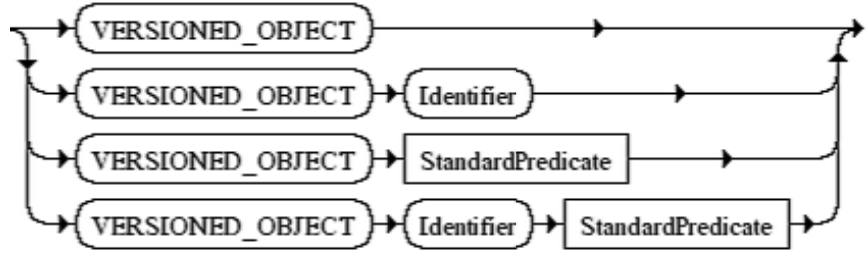 VERSIONED_OBJECT
VERSIONED_OBJECT Identifier
VERSIONED_OBJECT StandardPredicate
VERSIONED_OBJECT Identifier StandardPredicate